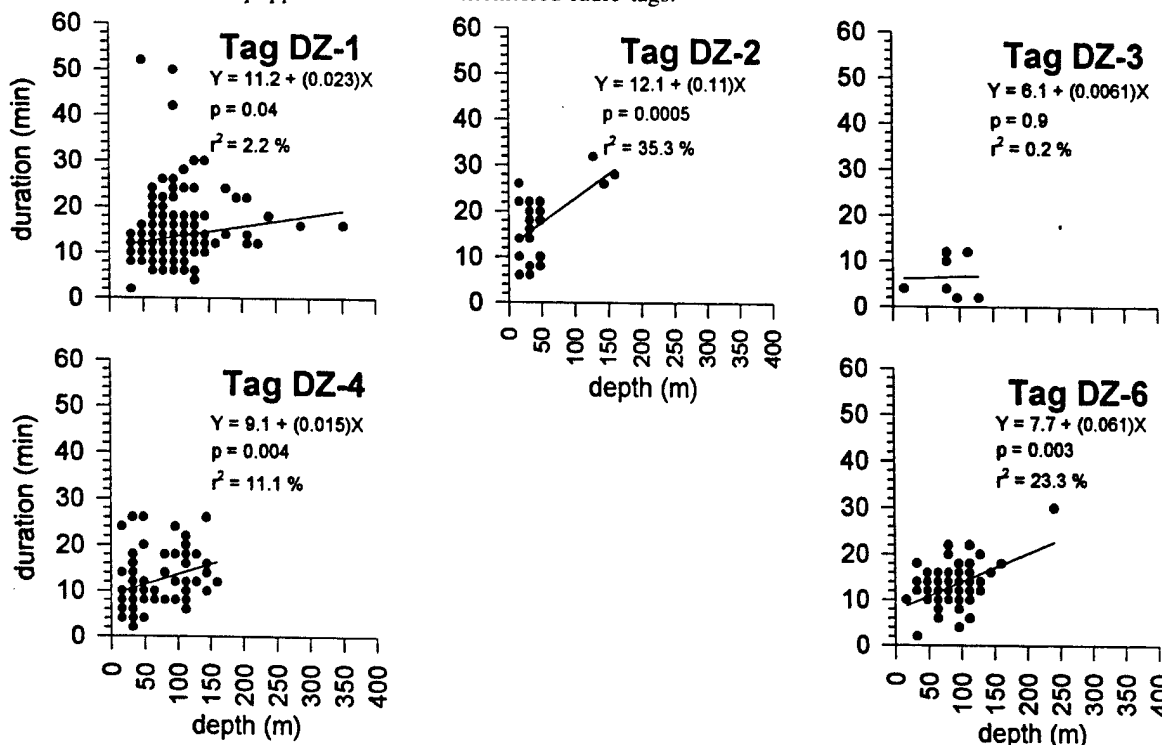 60
50
40
30
20
10
0
duration (min)
Tag DZ-1
Y = 11.2 + (0.023)X
p = 0.04
r² = 2.2 %
60
50
40
30
20
10
0
Tag DZ-2
Y = 12.1 + (0.11)X
p = 0.0005
r² = 35.3 %
0
50
100
150
200
250
300
350
400
depth (m)
60
50
40
30
20
10
0
Tag DZ-3
Y = 6.1 + (0.0061)X
p = 0.9
r² = 0.2 %
60
50
40
30
20
10
0
duration (min)
Tag DZ-4
Y = 9.1 + (0.015)X
p = 0.004
r² = 11.1 %
0
50
100
150
200
250
300
350
400
depth (m)
60
50
40
30
20
10
0
Tag DZ-6
Y = 7.7 + (0.061)X
p = 0.003
r² = 23.3 %
0
50
100
150
200
250
300
350
400
depth (m)